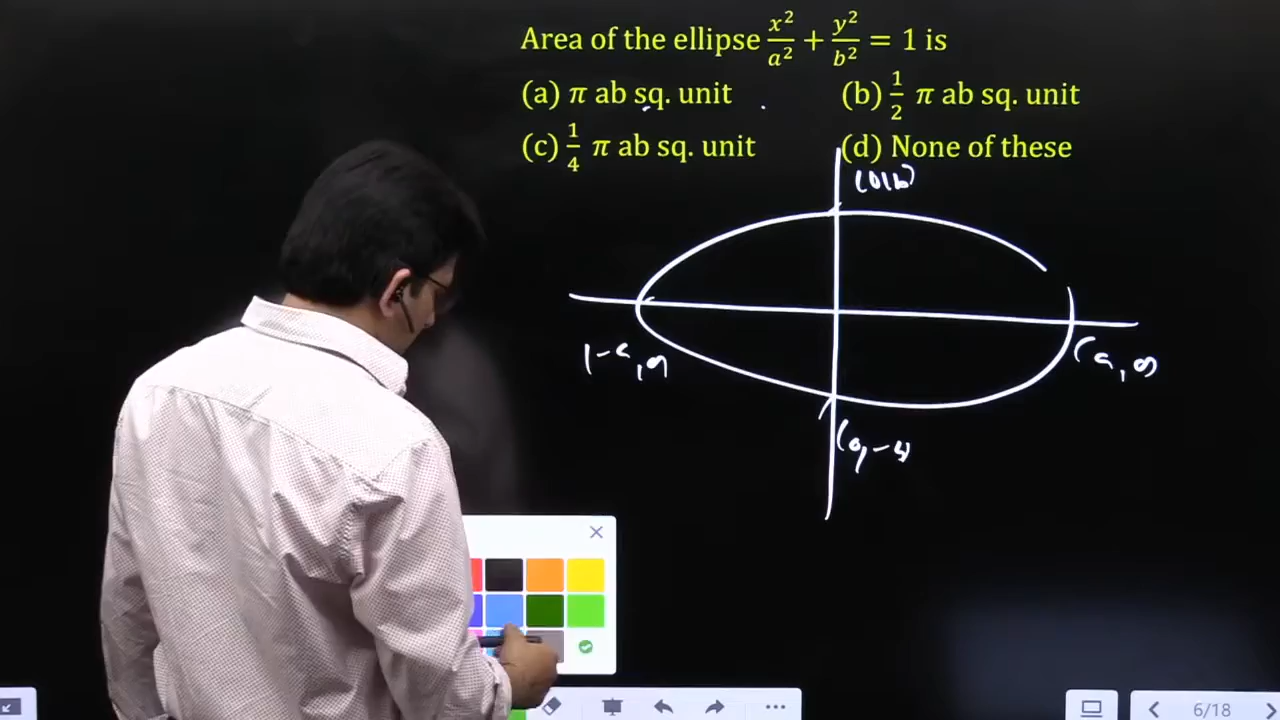 Area of the ellipse x²/a² + y²/b² = 1 is
(a) π ab sq. unit (b) 1/2 π ab sq. unit
(c) 1/4 π ab sq. unit (d) None of these
(0,b)
(-a,0) (a,0)
(0,-b)
6/18